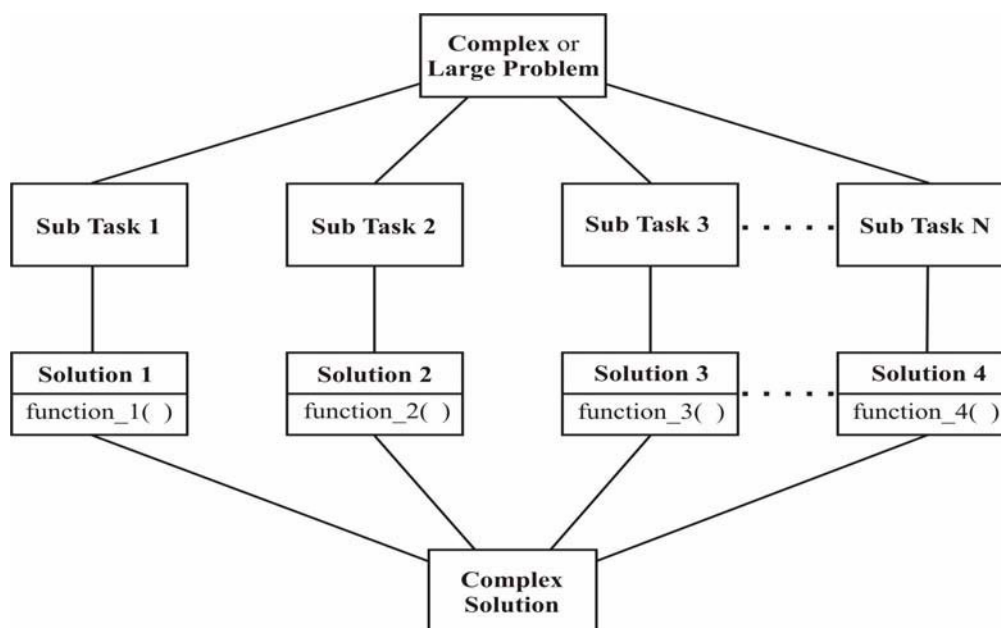 Complex or
Large Problem
Sub Task 1
Sub Task 2
Sub Task 3
Sub Task N
Solution 1
Solution 2
Solution 3
Solution 4
function_1( )
function_2( )
function_3( )
function_4( )
Complex
Solution